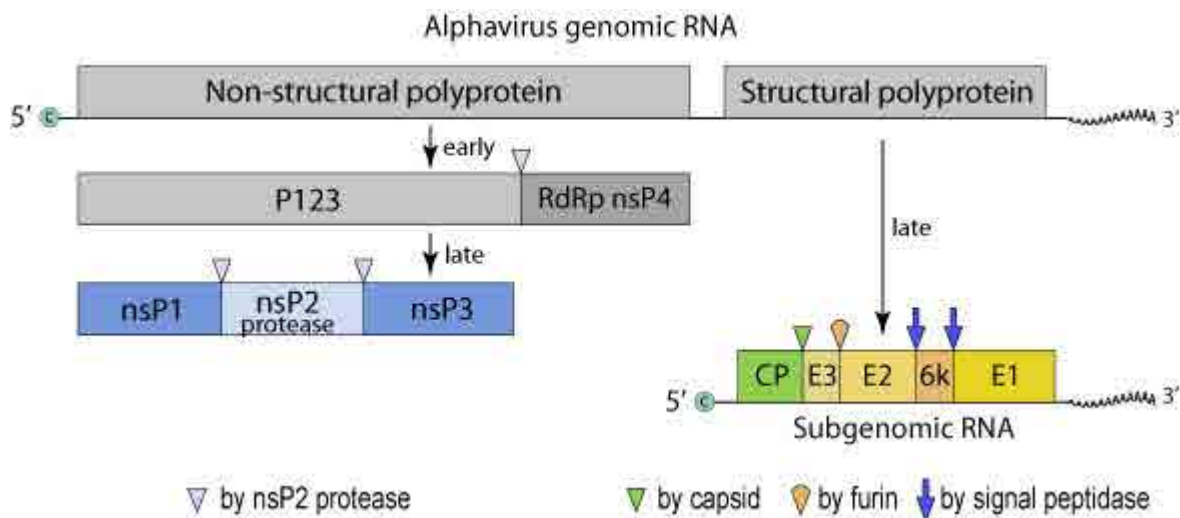 Alphavirus genomic RNA
Non-structural polyprotein Structural polyprotein
5′ c 3′
early
P123 RdRp nsP4
late late
nsP1 nsP2 protease nsP3
CP E3 E2 6k E1
5′ c 3′
Subgenomic RNA
by nsP2 protease by capsid by furin by signal peptidase